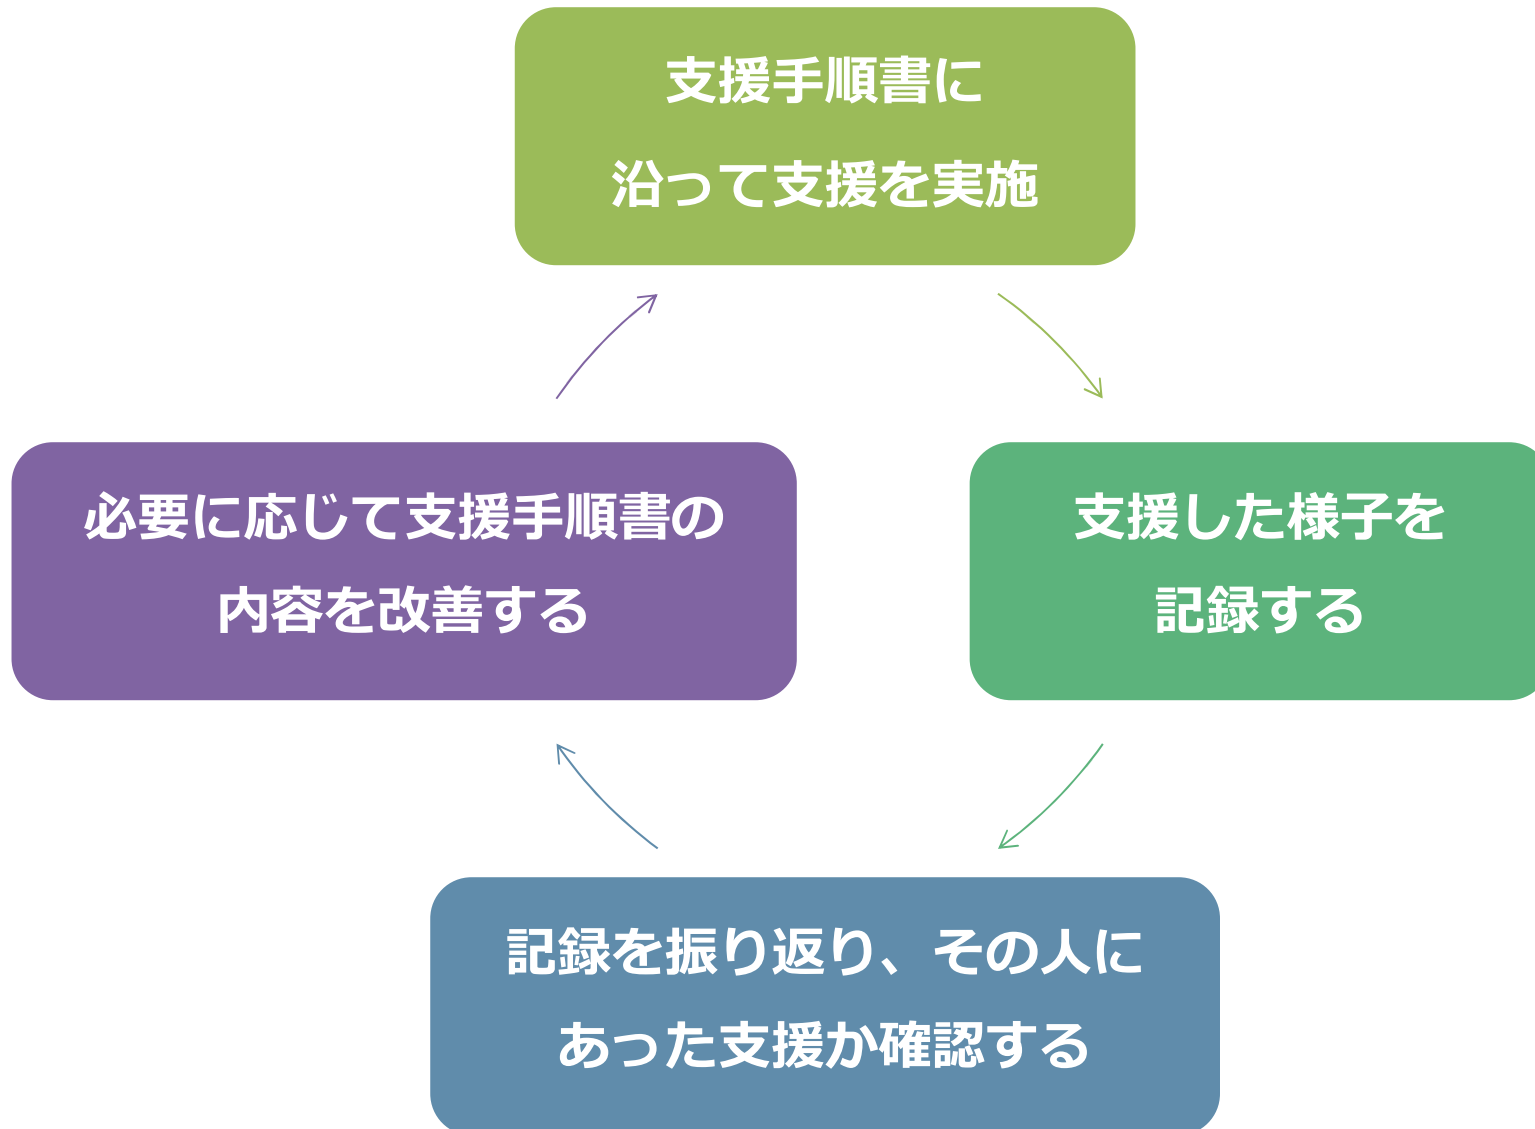 支援手順書に
沿って支援を実施
必要に応じて支援手順書の
内容を改善する
支援した様子を
記録する
記録を振り返り、その人に
あった支援か確認する